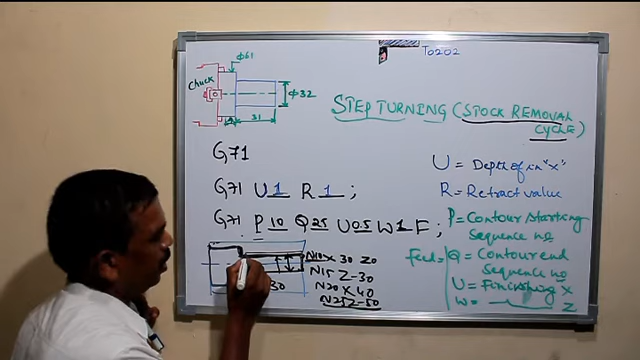 T0202
φ61
Chuck
φ32
31
STEP TURNING (STOCK REMOVAL
CYCLE)
G71
G71 U1 R1;
G71 P10 Q25 U0.5 W1 F;
U = Depth of in "x"
R = Retract value
P = Contour starting
Sequence no
Feed = Q = Contour end
Sequence no
U = Finishing X
W = Z
N10 X30 Z0
N15 Z-30
N20 X40
N25 Z-50
30